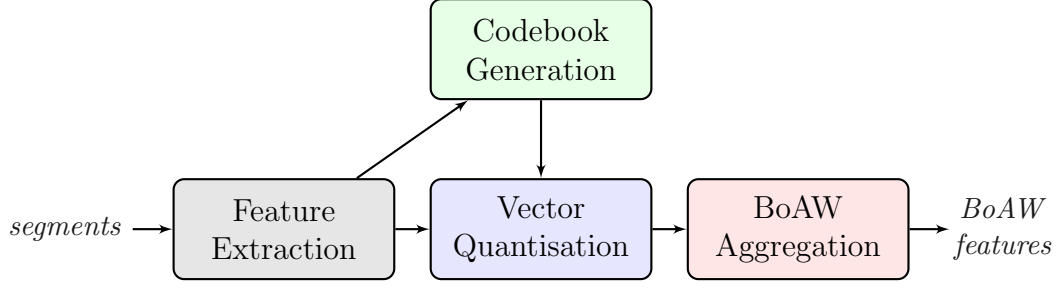 Codebook
Generation
segments
Feature
Extraction
Vector
Quantisation
BoAW
Aggregation
BoAW
features